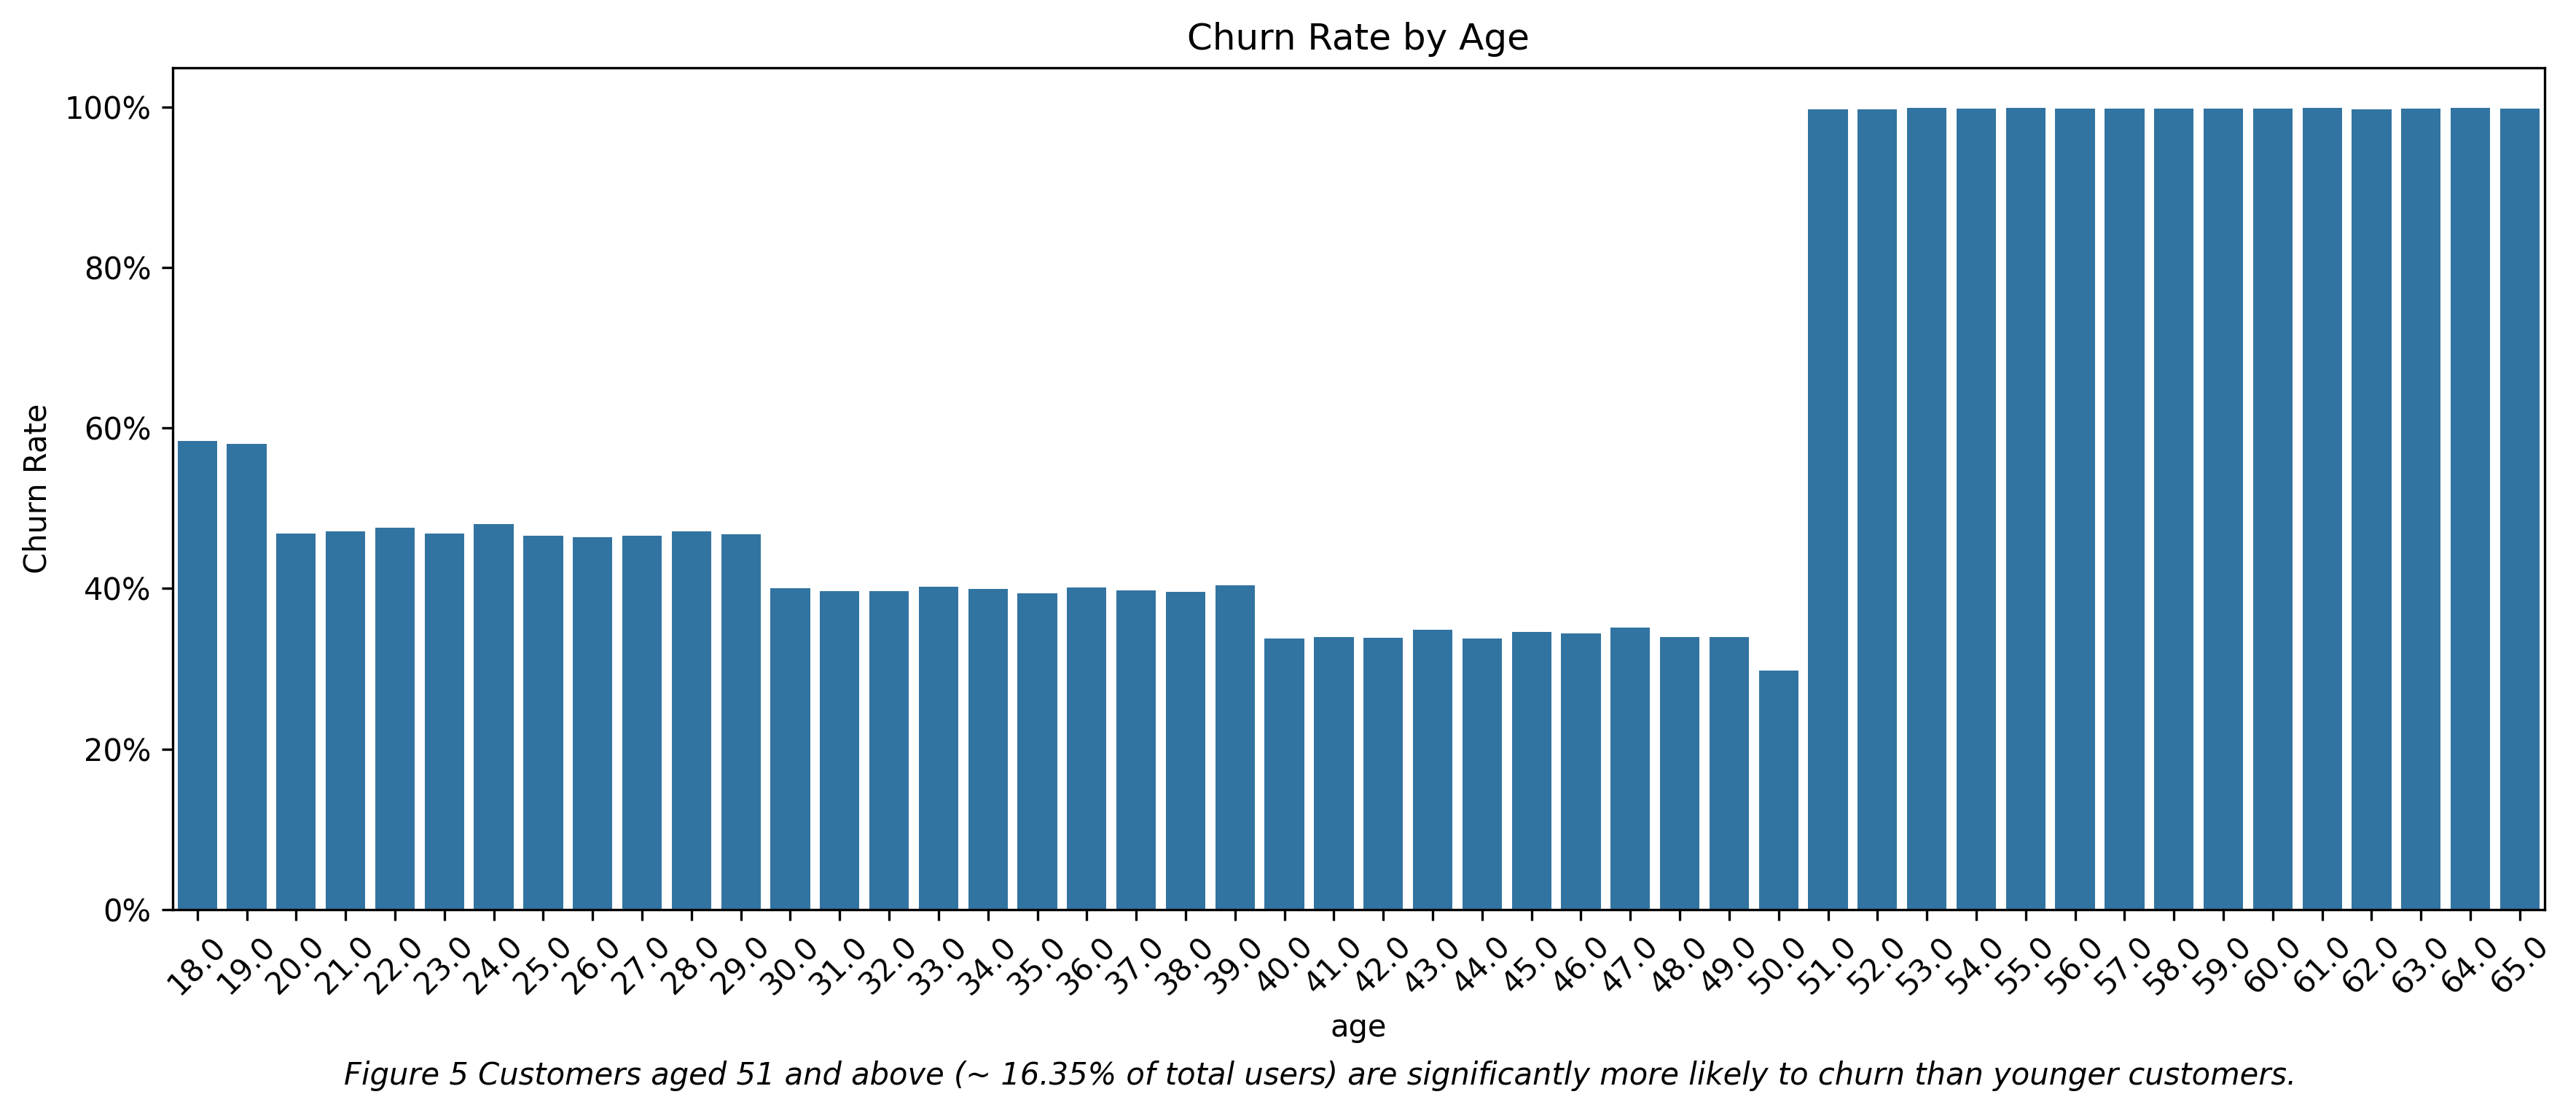 Churn Rate by Age
100%
80%
60%
40%
20%
0%
Churn Rate
18.0 19.0 20.0 21.0 22.0 23.0 24.0 25.0 26.0 27.0 28.0 29.0 30.0 31.0 32.0 33.0 34.0 35.0 36.0 37.0 38.0 39.0 40.0 41.0 42.0 43.0 44.0 45.0 46.0 47.0 48.0 49.0 50.0 51.0 52.0 53.0 54.0 55.0 56.0 57.0 58.0 59.0 60.0 61.0 62.0 63.0 64.0 65.0
age
Figure 5 Customers aged 51 and above (~ 16.35% of total users) are significantly more likely to churn than younger customers.